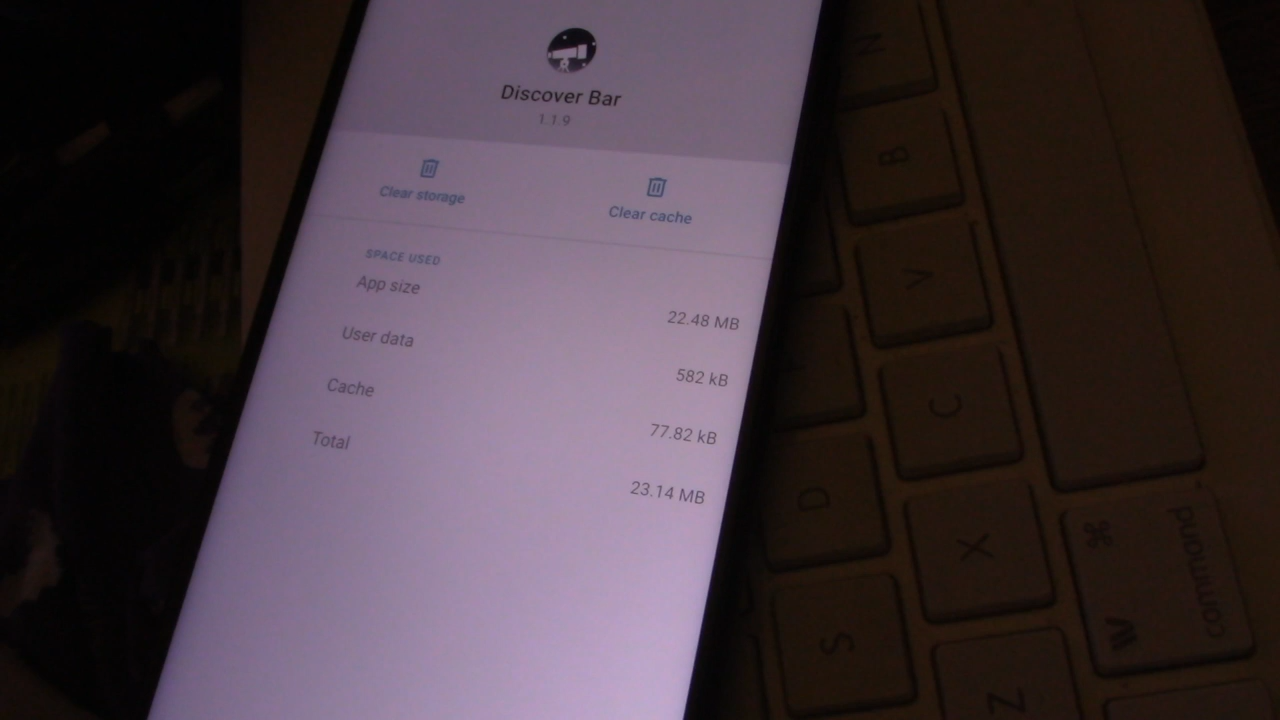 Discover Bar
1.1.9
Clear storage
Clear cache
SPACE USED
App size
22.48 MB
User data
582 kB
Cache
77.82 kB
Total
23.14 MB
N
B
V
C
D
X
command
⌘
S
Z